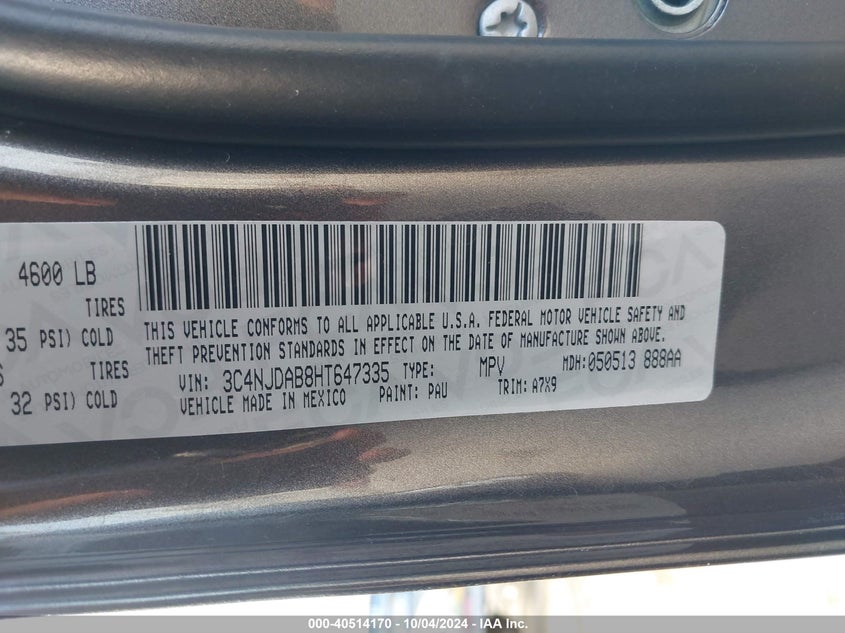 4600 LB
TIRES
35 PSI) COLD
THIS VEHICLE CONFORMS TO ALL APPLICABLE U.S.A. FEDERAL MOTOR VEHICLE SAFETY AND
THEFT PREVENTION STANDARDS IN EFFECT ON THE DATE OF MANUFACTURE SHOWN ABOVE.
TIRES
VIN: 3C4NJDAB8HT647335 TYPE: MPV MDH:050513 888AA
32 PSI) COLD
VEHICLE MADE IN MEXICO PAINT: PAU TRIM: A7X9
000-40514170 - 10/04/2024 - IAA Inc.